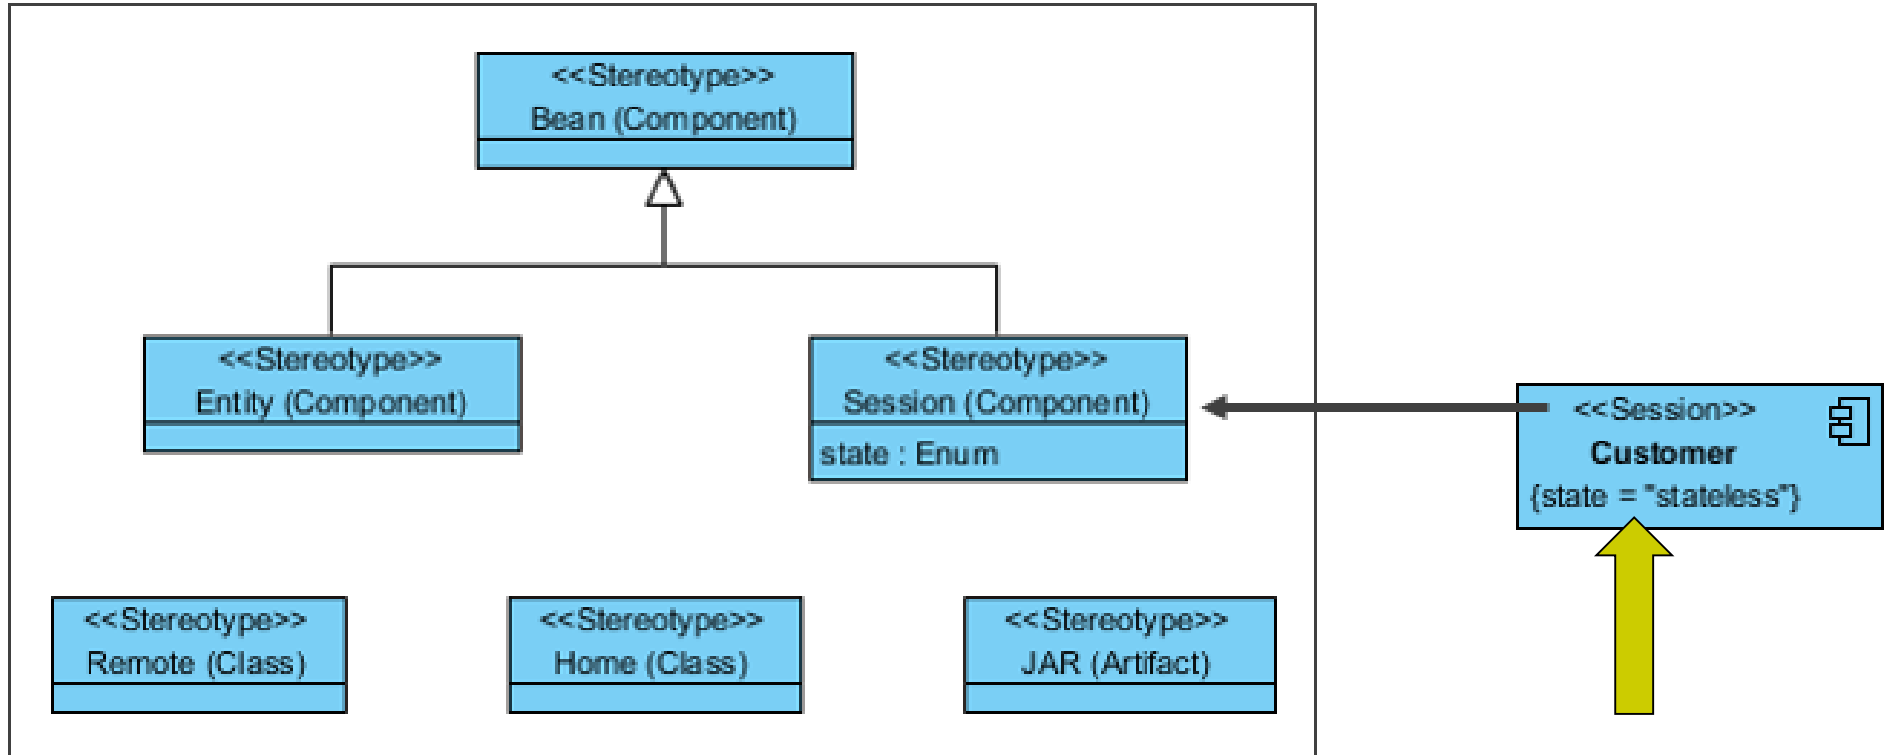 <<Stereotype>>
Bean (Component)
<<Stereotype>>
Entity (Component)
<<Stereotype>>
Session (Component)
state : Enum
<<Session>>
Customer
{state = "stateless"}
<<Stereotype>>
Remote (Class)
<<Stereotype>>
Home (Class)
<<Stereotype>>
JAR (Artifact)